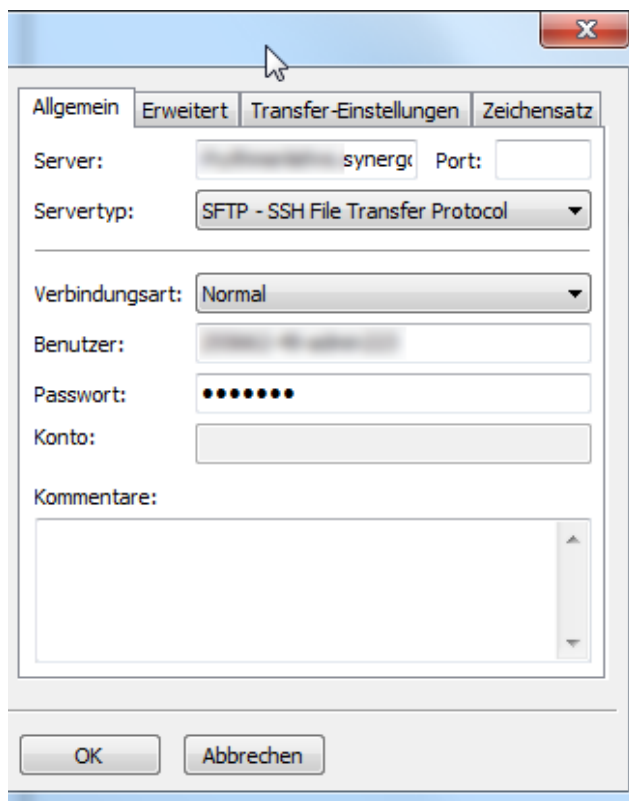 Allgemein Erweitert Transfer-Einstellungen Zeichensatz
Server: synergo Port:
Servertyp: SFTP - SSH File Transfer Protocol
Verbindungsart: Normal
Benutzer:
Passwort: •••••••
Konto:
Kommentare:
OK Abbrechen